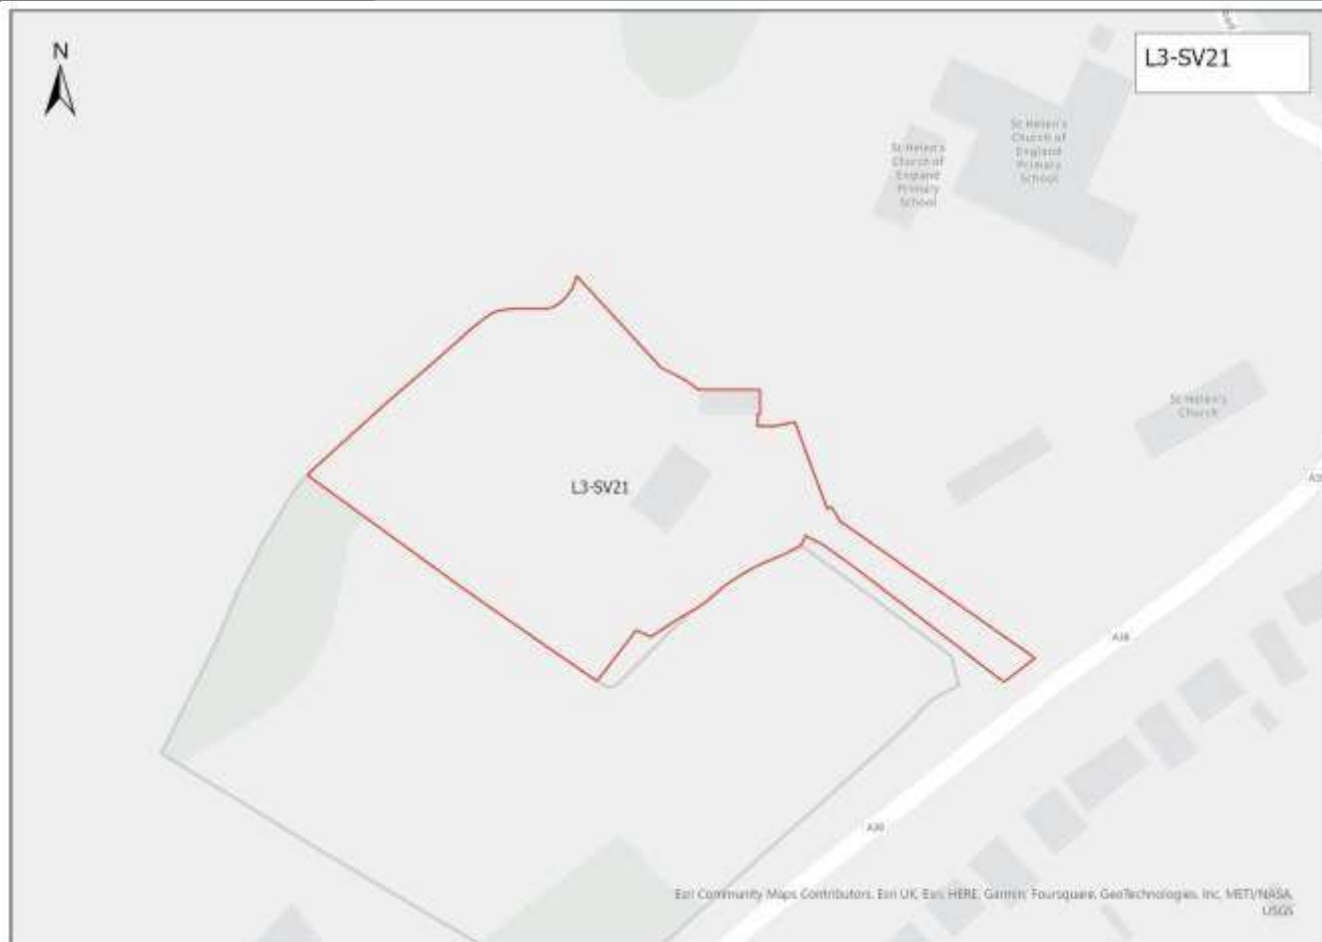 N
L3-SV21
St Helen's
Church of
England
Primary
School
St Helen's
Church of
England
Primary
School
St Helen's
Church
L3-SV21
A38
A38
Esri Community Maps Contributors, Esri UK, Esri, HERE, Garmin, Foursquare, GeoTechnologies, Inc, METI/NASA,
USGS